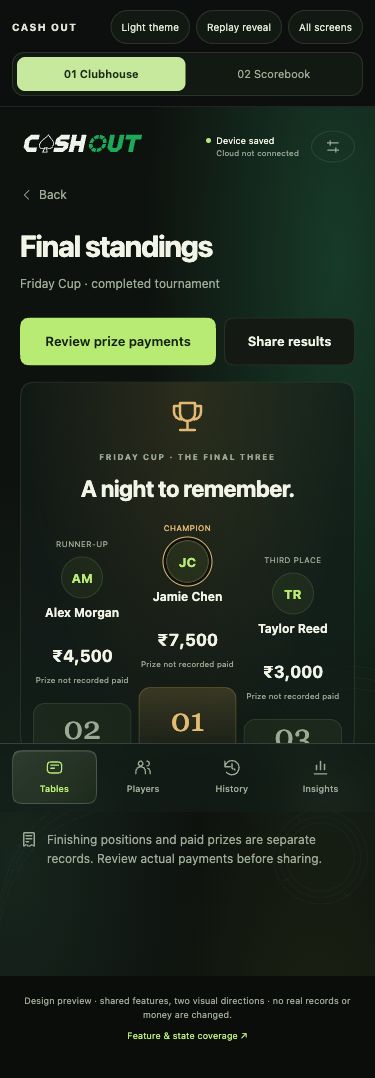 CASH OUT
Light theme
Replay reveal
All screens
01 Clubhouse
02 Scorebook
CASH OUT
Device saved
Cloud not connected
Back
Final standings
Friday Cup · completed tournament
Review prize payments
Share results
FRIDAY CUP · THE FINAL THREE
A night to remember.
RUNNER-UP
AM
Alex Morgan
₹4,500
Prize not recorded paid
02
CHAMPION
JC
Jamie Chen
₹7,500
Prize not recorded paid
01
THIRD PLACE
TR
Taylor Reed
₹3,000
Prize not recorded paid
03
Tables
Players
History
Insights
Finishing positions and paid prizes are separate
records. Review actual payments before sharing.
Design preview · shared features, two visual directions · no real records or
money are changed.
Feature & state coverage ↗